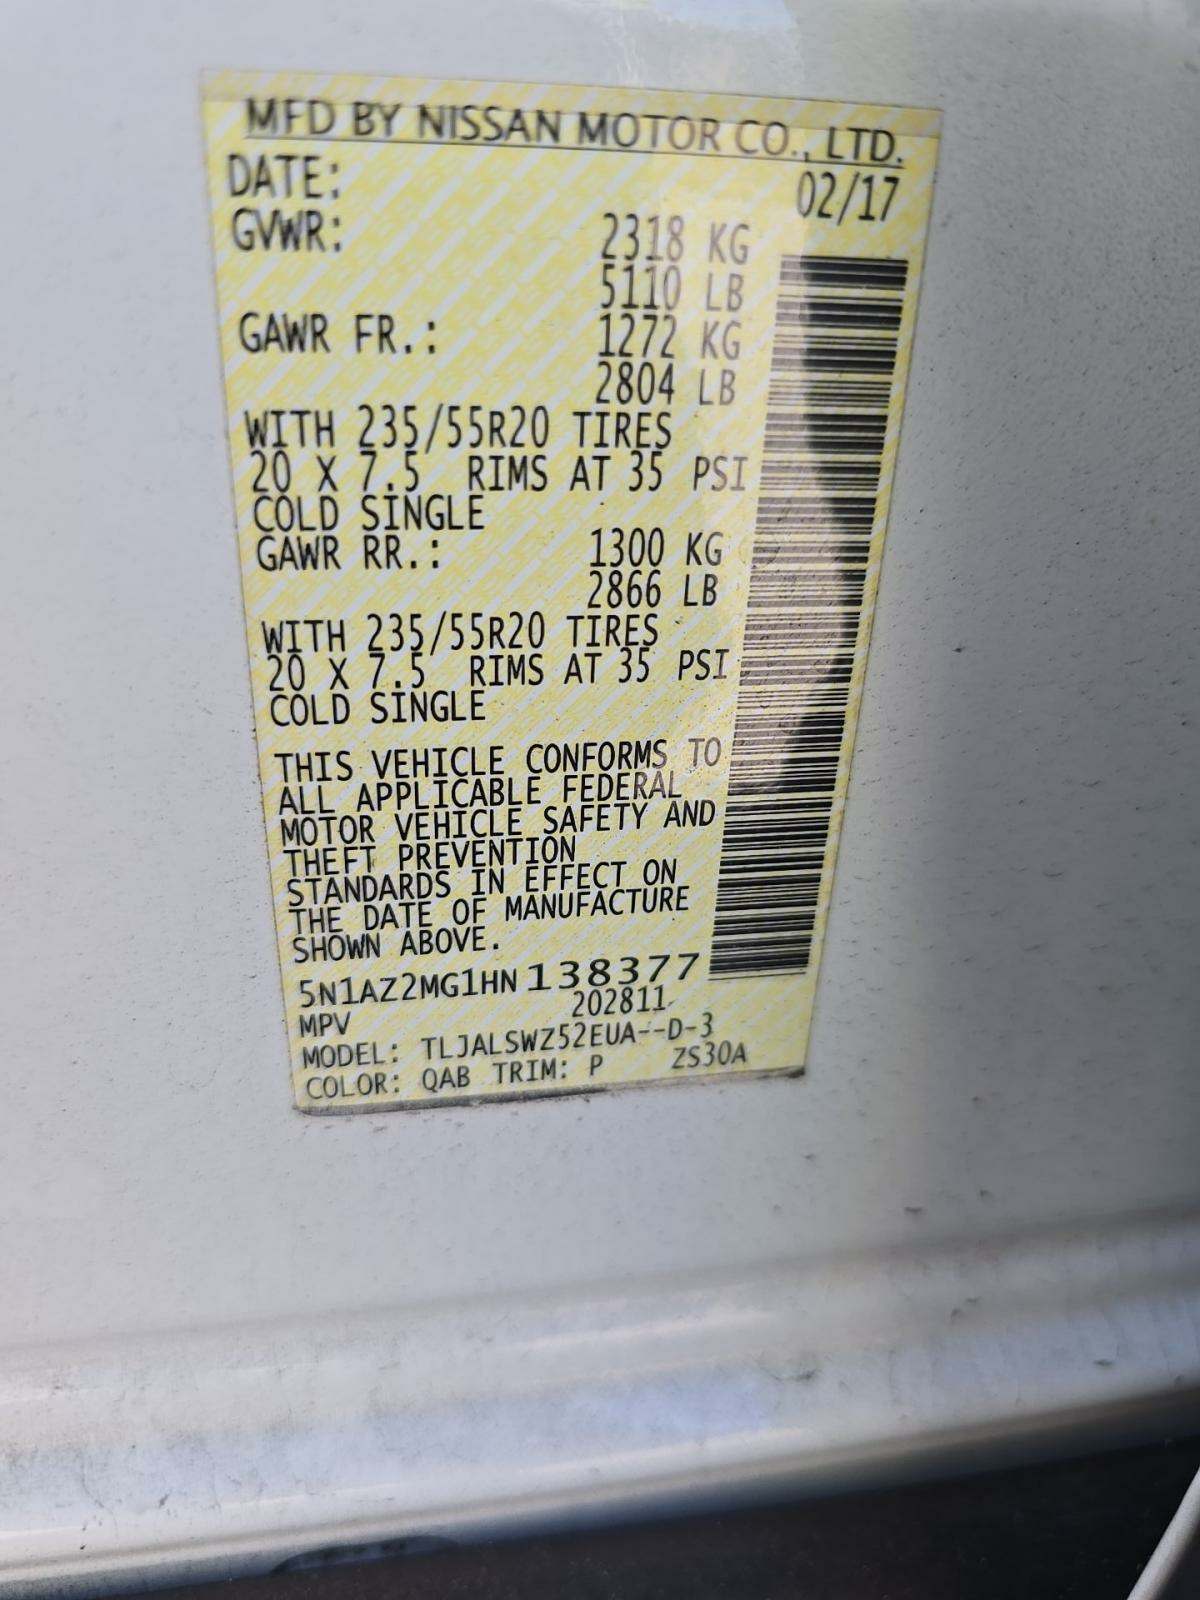 MFD BY NISSAN MOTOR CO., LTD.
DATE: 02/17
GVWR: 2318 KG
5110 LB
GAWR FR.: 1272 KG
2804 LB
WITH 235/55R20 TIRES
20 X 7.5 RIMS AT 35 PSI
COLD SINGLE
GAWR RR.: 1300 KG
2866 LB
WITH 235/55R20 TIRES
20 X 7.5 RIMS AT 35 PSI
COLD SINGLE
THIS VEHICLE CONFORMS TO
ALL APPLICABLE FEDERAL
MOTOR VEHICLE SAFETY AND
THEFT PREVENTION
STANDARDS IN EFFECT ON
THE DATE OF MANUFACTURE
SHOWN ABOVE.
5N1AZ2MG1HN138377
MPV 202811
MODEL: TLJALSWZ52EUA--D-3
COLOR: QAB TRIM: P ZS30A